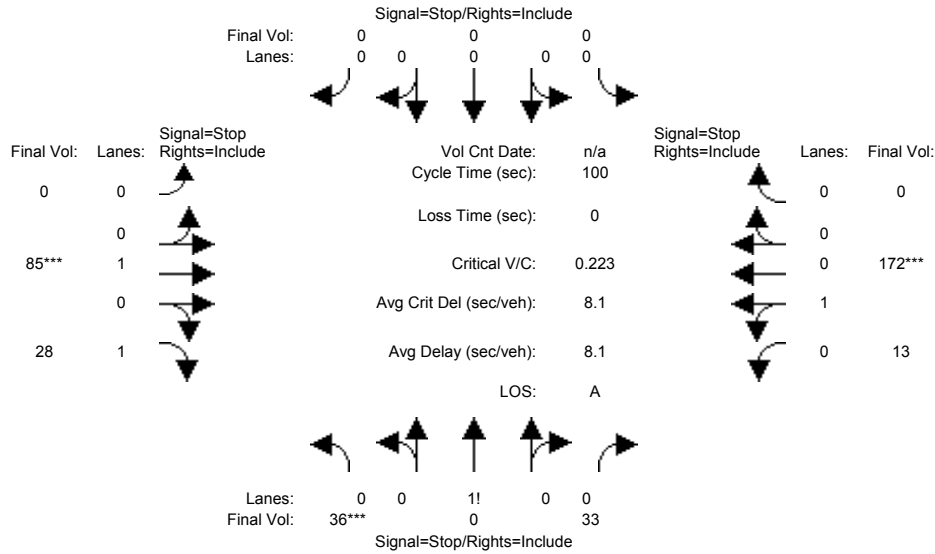 Signal=Stop/Rights=Include
Final Vol: 0 0 0
Lanes: 0 0 0 0 0
Signal=Stop Signal=Stop
Final Vol: Lanes: Rights=Include Vol Cnt Date: n/a Rights=Include Lanes: Final Vol:
Cycle Time (sec): 100
0 0 0 0
Loss Time (sec): 0
0 0
85*** 1 Critical V/C: 0.223 0 172***
0 Avg Crit Del (sec/veh): 8.1 1
28 1 Avg Delay (sec/veh): 8.1 0 13
LOS: A
Lanes: 0 0 1! 0 0
Final Vol: 36*** 0 33
Signal=Stop/Rights=Include